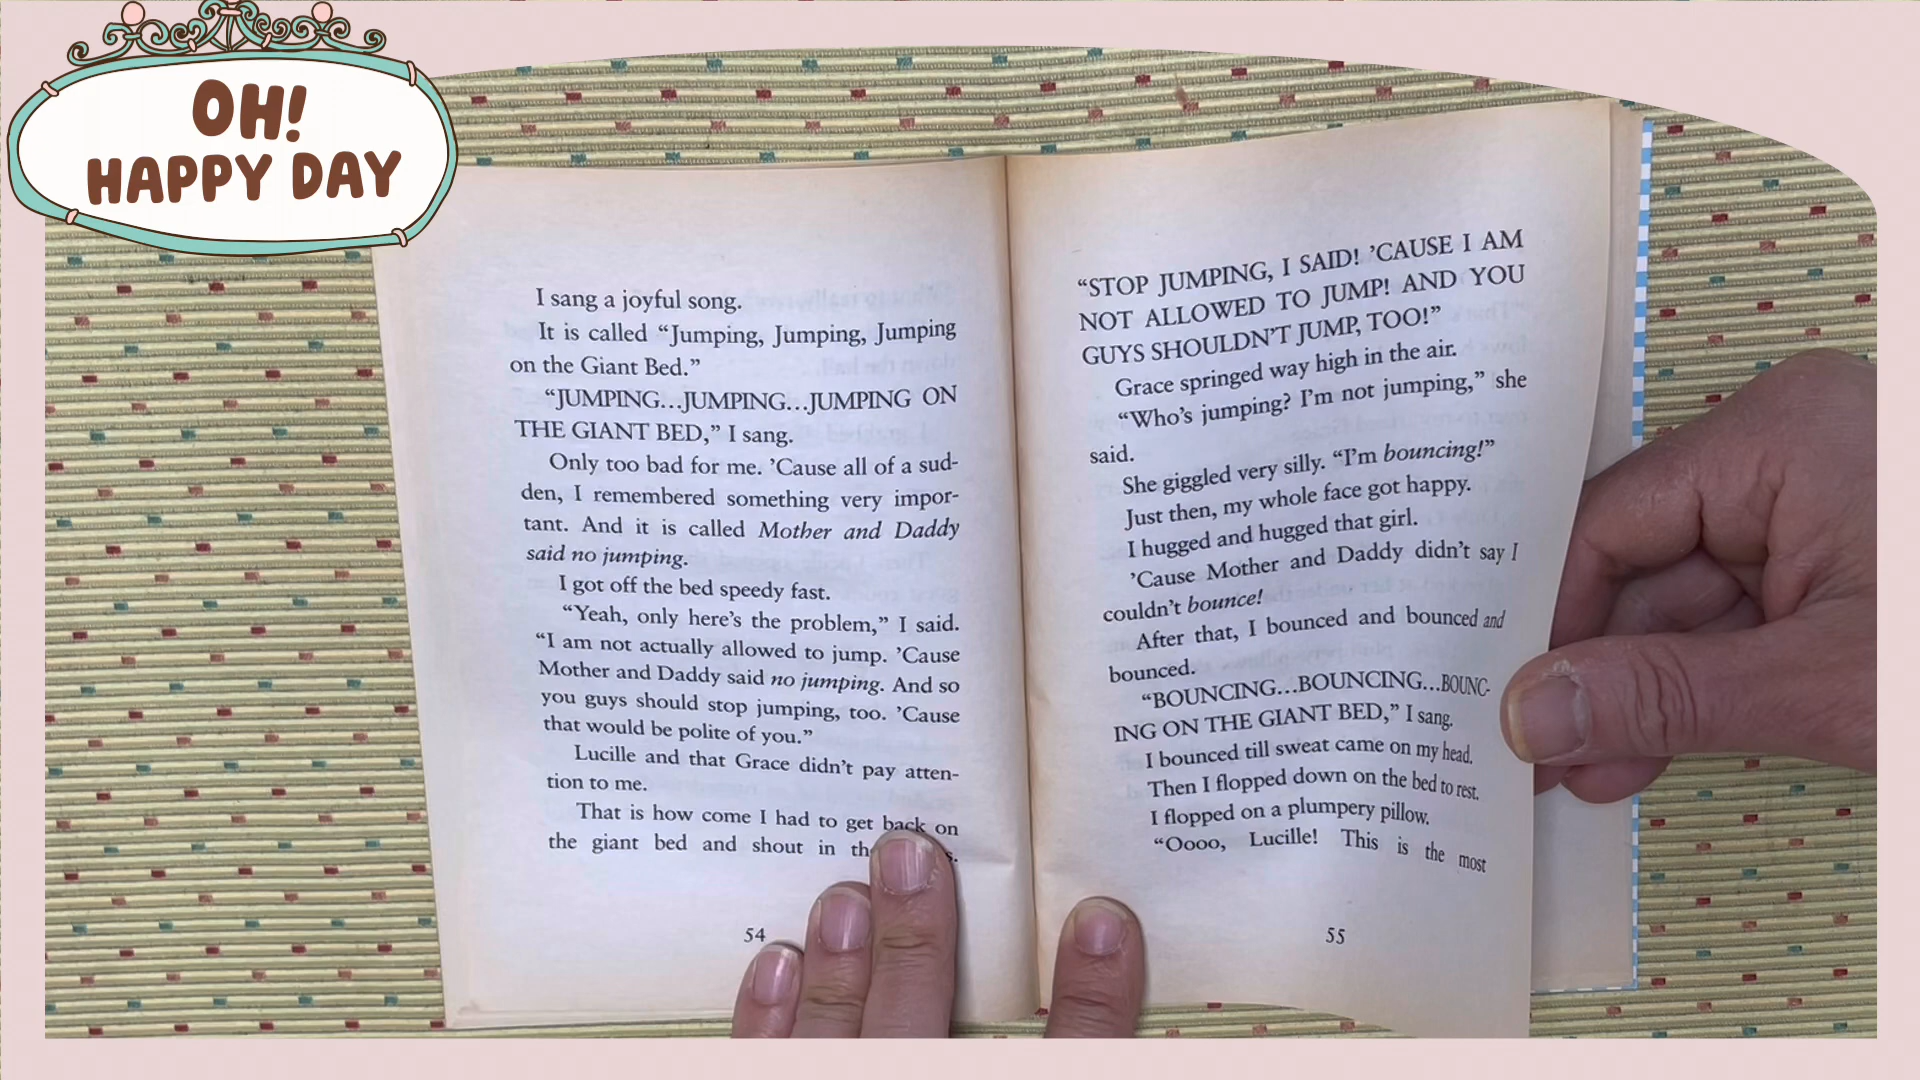 OH!
HAPPY DAY
I sang a joyful song.
It is called “Jumping, Jumping, Jumping
on the Giant Bed.”
“JUMPING...JUMPING...JUMPING ON
THE GIANT BED,” I sang.
Only too bad for me. ’Cause all of a sud-
den, I remembered something very impor-
tant. And it is called Mother and Daddy
said no jumping.
I got off the bed speedy fast.
“Yeah, only here’s the problem,” I said.
“I am not actually allowed to jump. ’Cause
Mother and Daddy said no jumping. And so
you guys should stop jumping, too. ’Cause
that would be polite of you.”
Lucille and that Grace didn’t pay atten-
tion to me.
That is how come I had to get back on
the giant bed and shout in
54
“STOP JUMPING, I SAID! ’CAUSE I AM
NOT ALLOWED TO JUMP! AND YOU
GUYS SHOULDN’T JUMP, TOO!”
Grace springed way high in the air.
“Who’s jumping? I’m not jumping,” she
said.
She giggled very silly. “I’m bouncing!”
Just then, my whole face got happy.
I hugged and hugged that girl.
’Cause Mother and Daddy didn’t say I
couldn’t bounce!
After that, I bounced and bounced and
bounced.
“BOUNCING...BOUNCING...BOUNC-
ING ON THE GIANT BED,” I sang.
I bounced till sweat came on my head.
Then I flopped down on the bed to rest.
I flopped on a plumpery pillow.
“Oooo, Lucille! This is the most
55